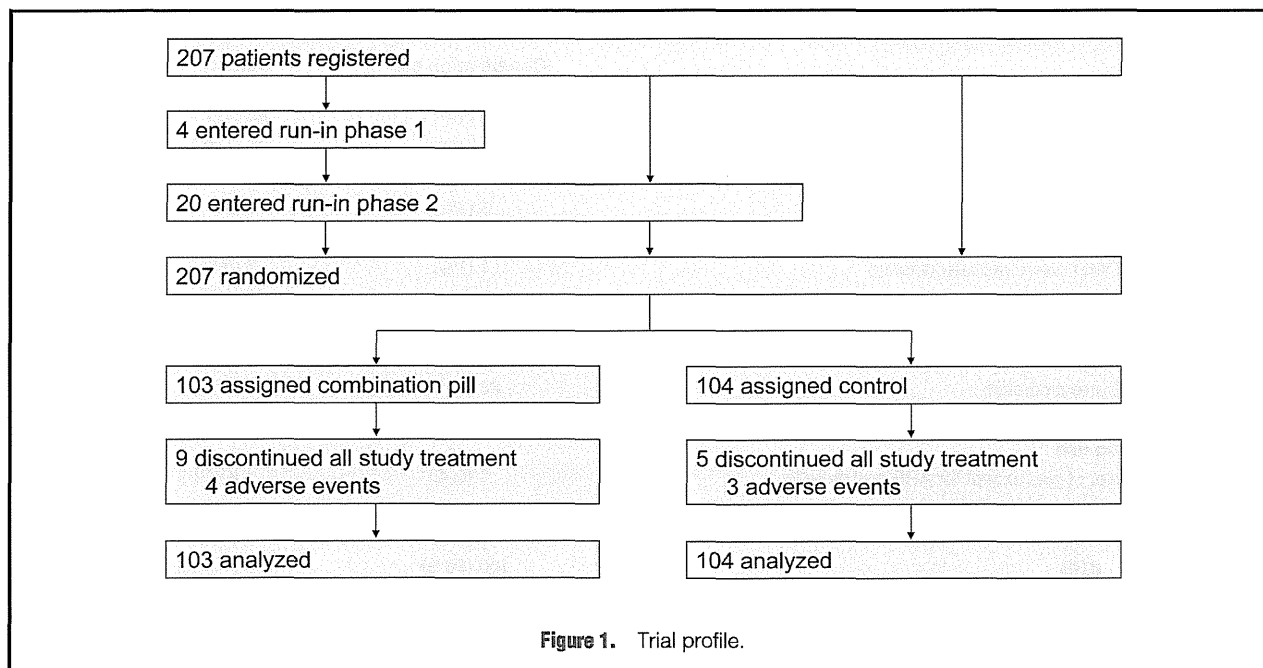 207 patients registered
4 entered run-in phase 1
20 entered run-in phase 2
207 randomized
103 assigned combination pill
104 assigned control
9 discontinued all study treatment
4 adverse events
5 discontinued all study treatment
3 adverse events
103 analyzed
104 analyzed
Figure 1. Trial profile.